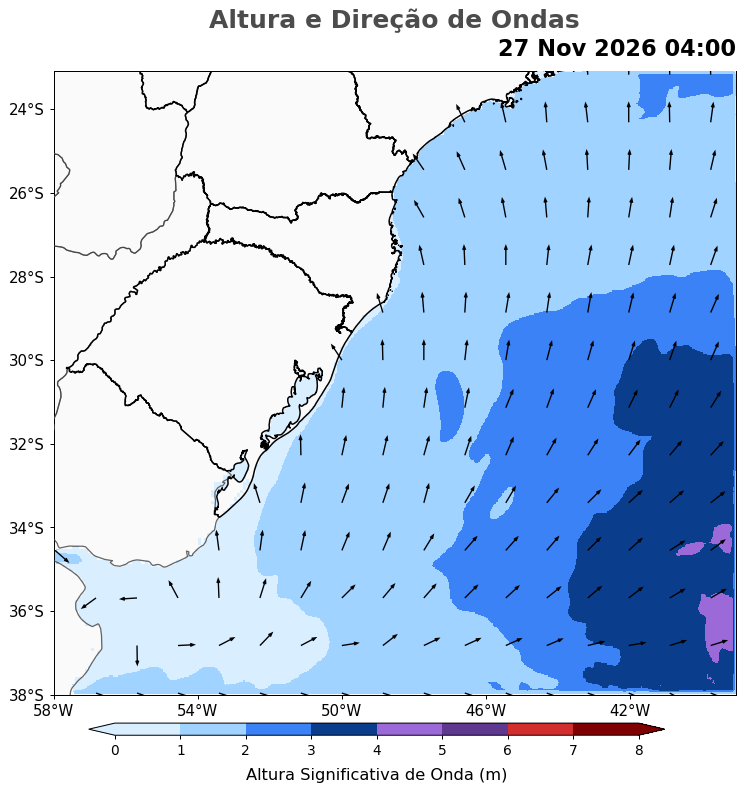 Altura e Direção de Ondas
27 Nov 2026 04:00
24°S
26°S
28°S
30°S
32°S
34°S
36°S
38°S
58°W 54°W 50°W 46°W 42°W
0 1 2 3 4 5 6 7 8
Altura Significativa de Onda (m)